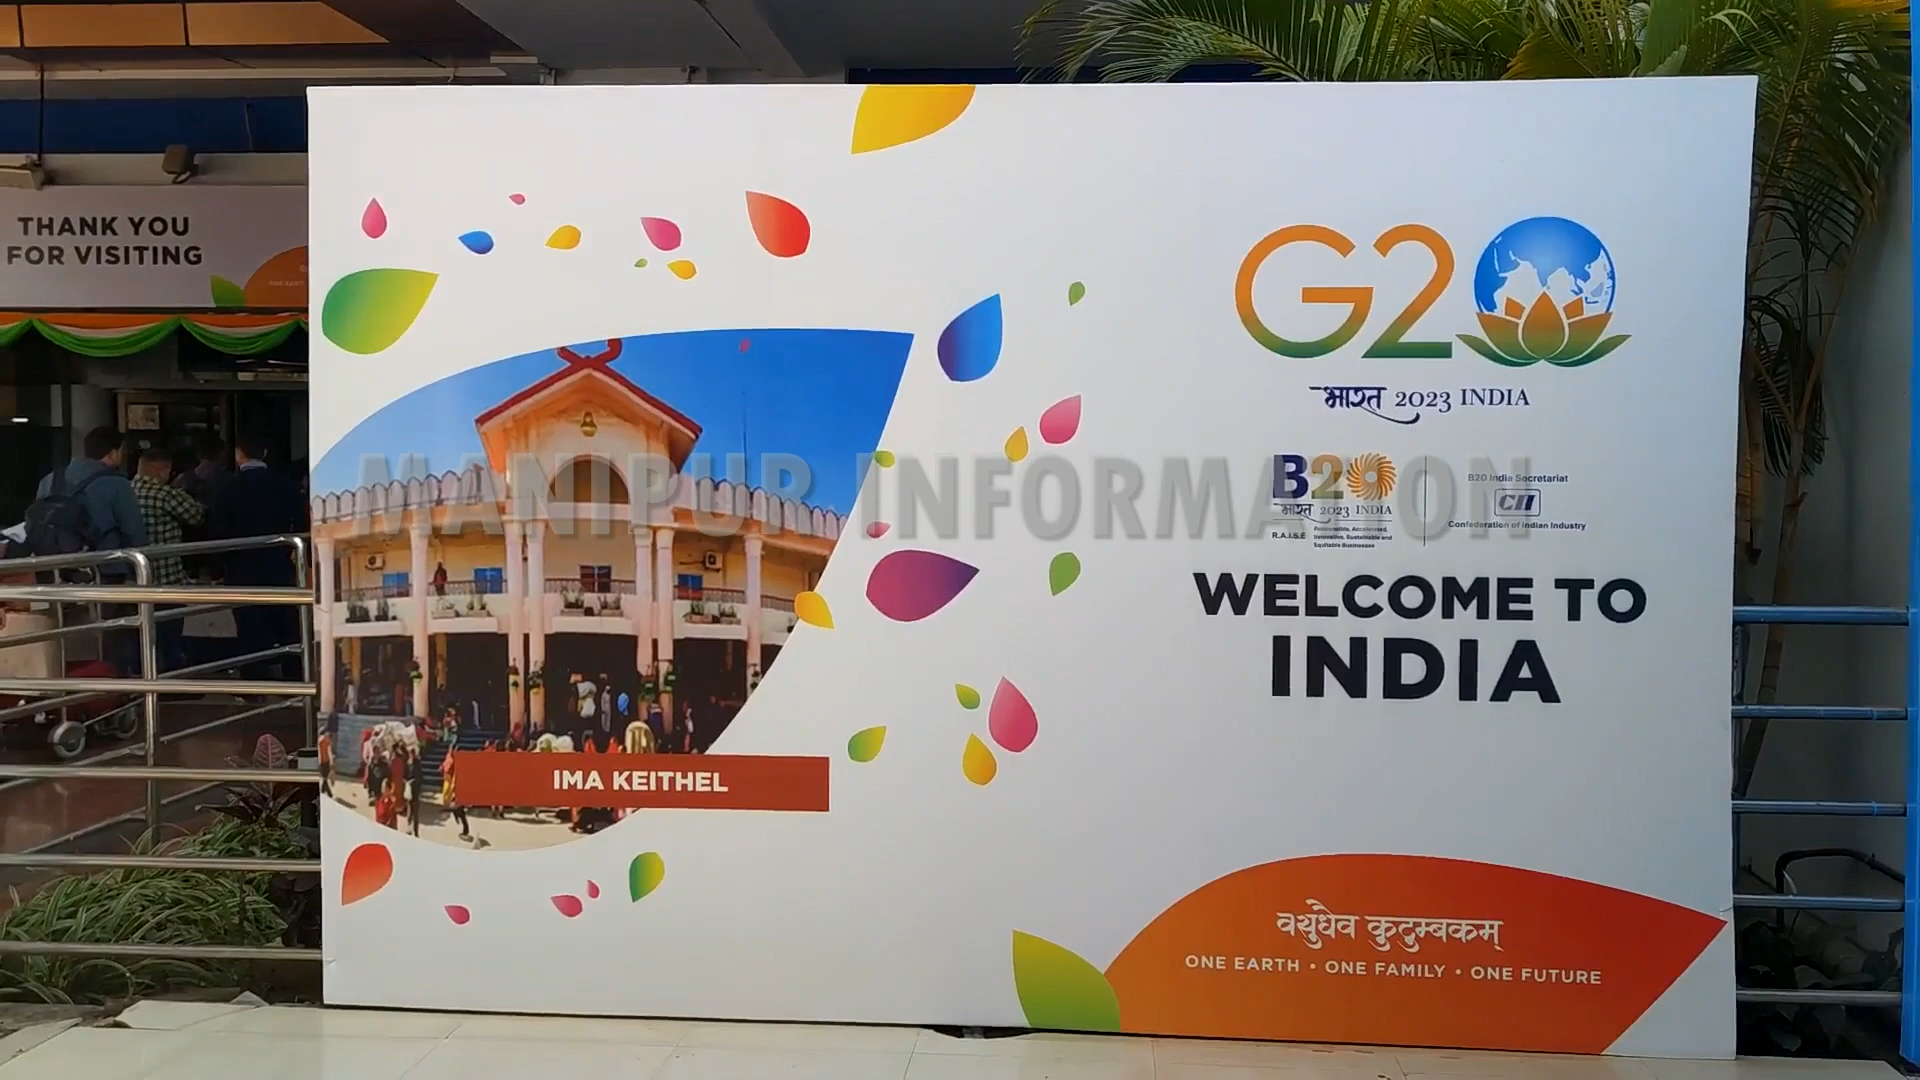 THANK YOU
FOR VISITING
G20
भारत 2023 INDIA
B20
भारत 2023 INDIA
R.A.I.S.E
Responsible, Accelerated,
Innovative, Sustainable and
Equitable Businesses
B20 India Secretariat
CII
Confederation of Indian Industry
MANIPUR INFORMATION
WELCOME TO
INDIA
IMA KEITHEL
वसुधैव कुटुम्बकम्
ONE EARTH • ONE FAMILY • ONE FUTURE